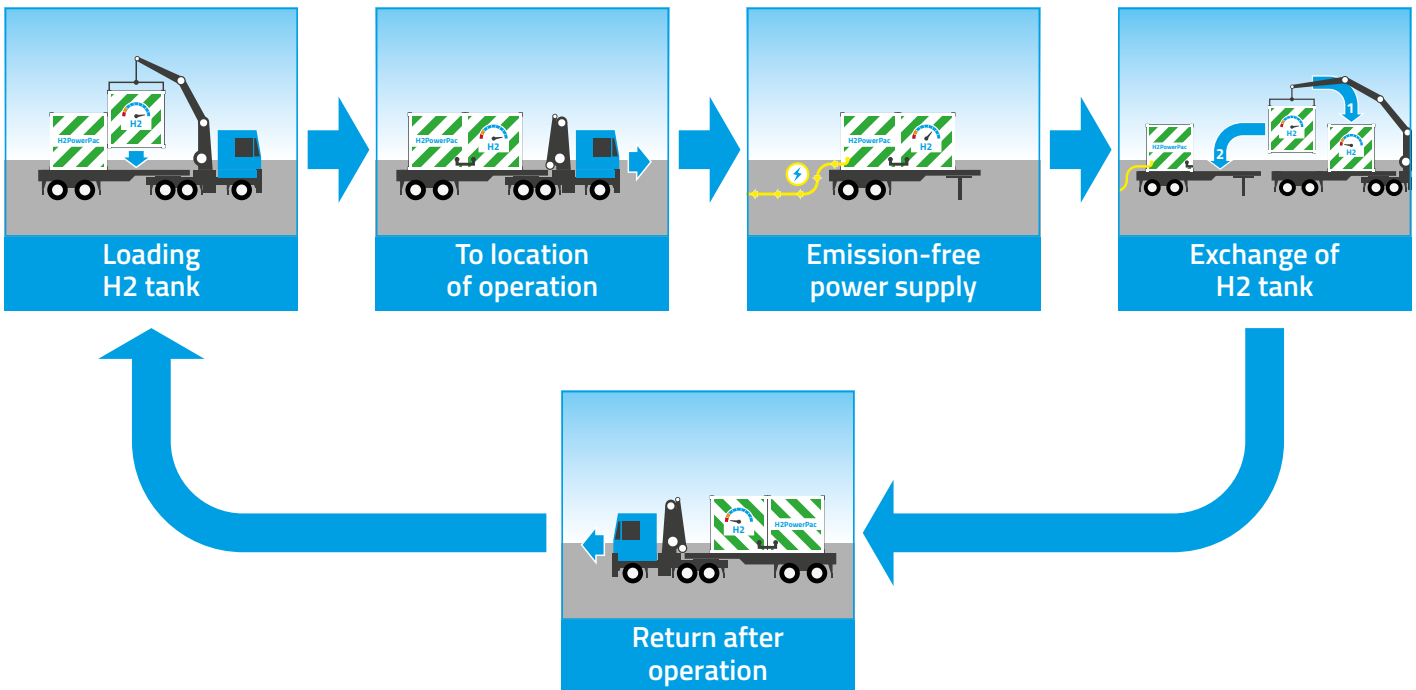 H2PowerPac
H2
Loading
H2 tank
H2PowerPac
H2
To location
of operation
H2PowerPac
H2
Emission-free
power supply
H2PowerPac
H2
1
2
H2
Exchange of
H2 tank
H2
H2PowerPac
Return after
operation